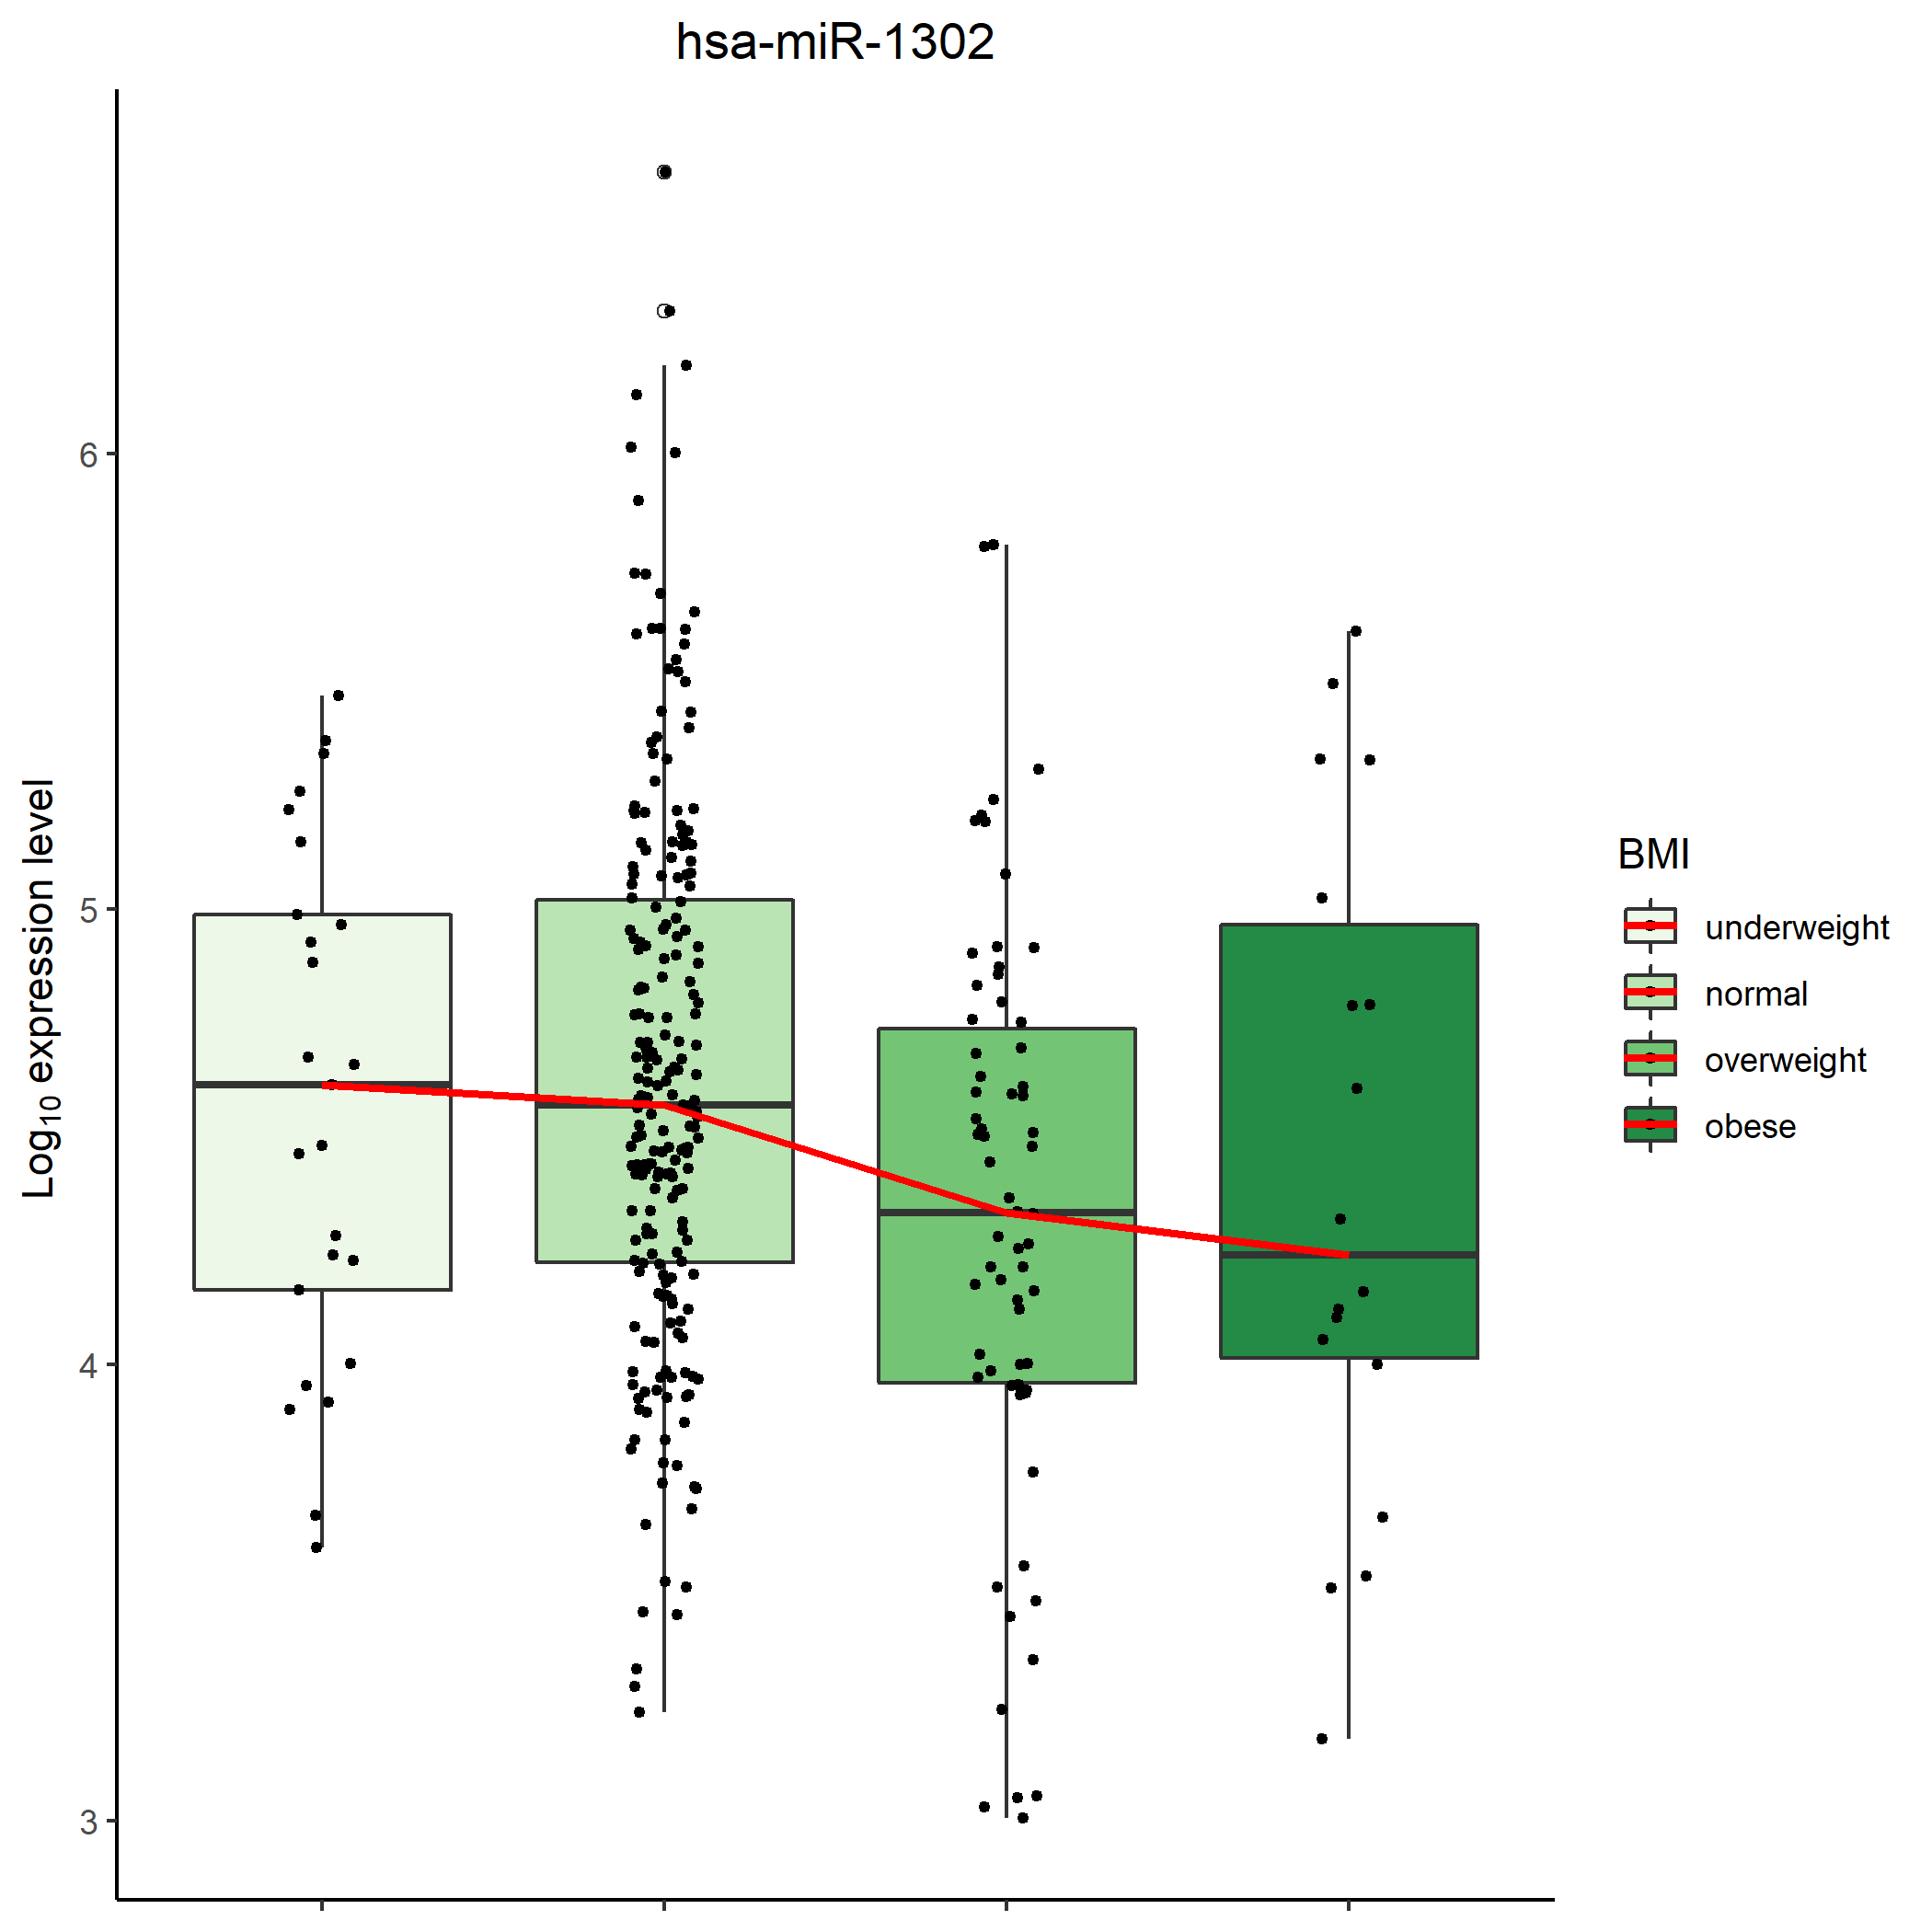 hsa-miR-1302
Log10 expression level
6
5
4
3
BMI
underweight
normal
overweight
obese